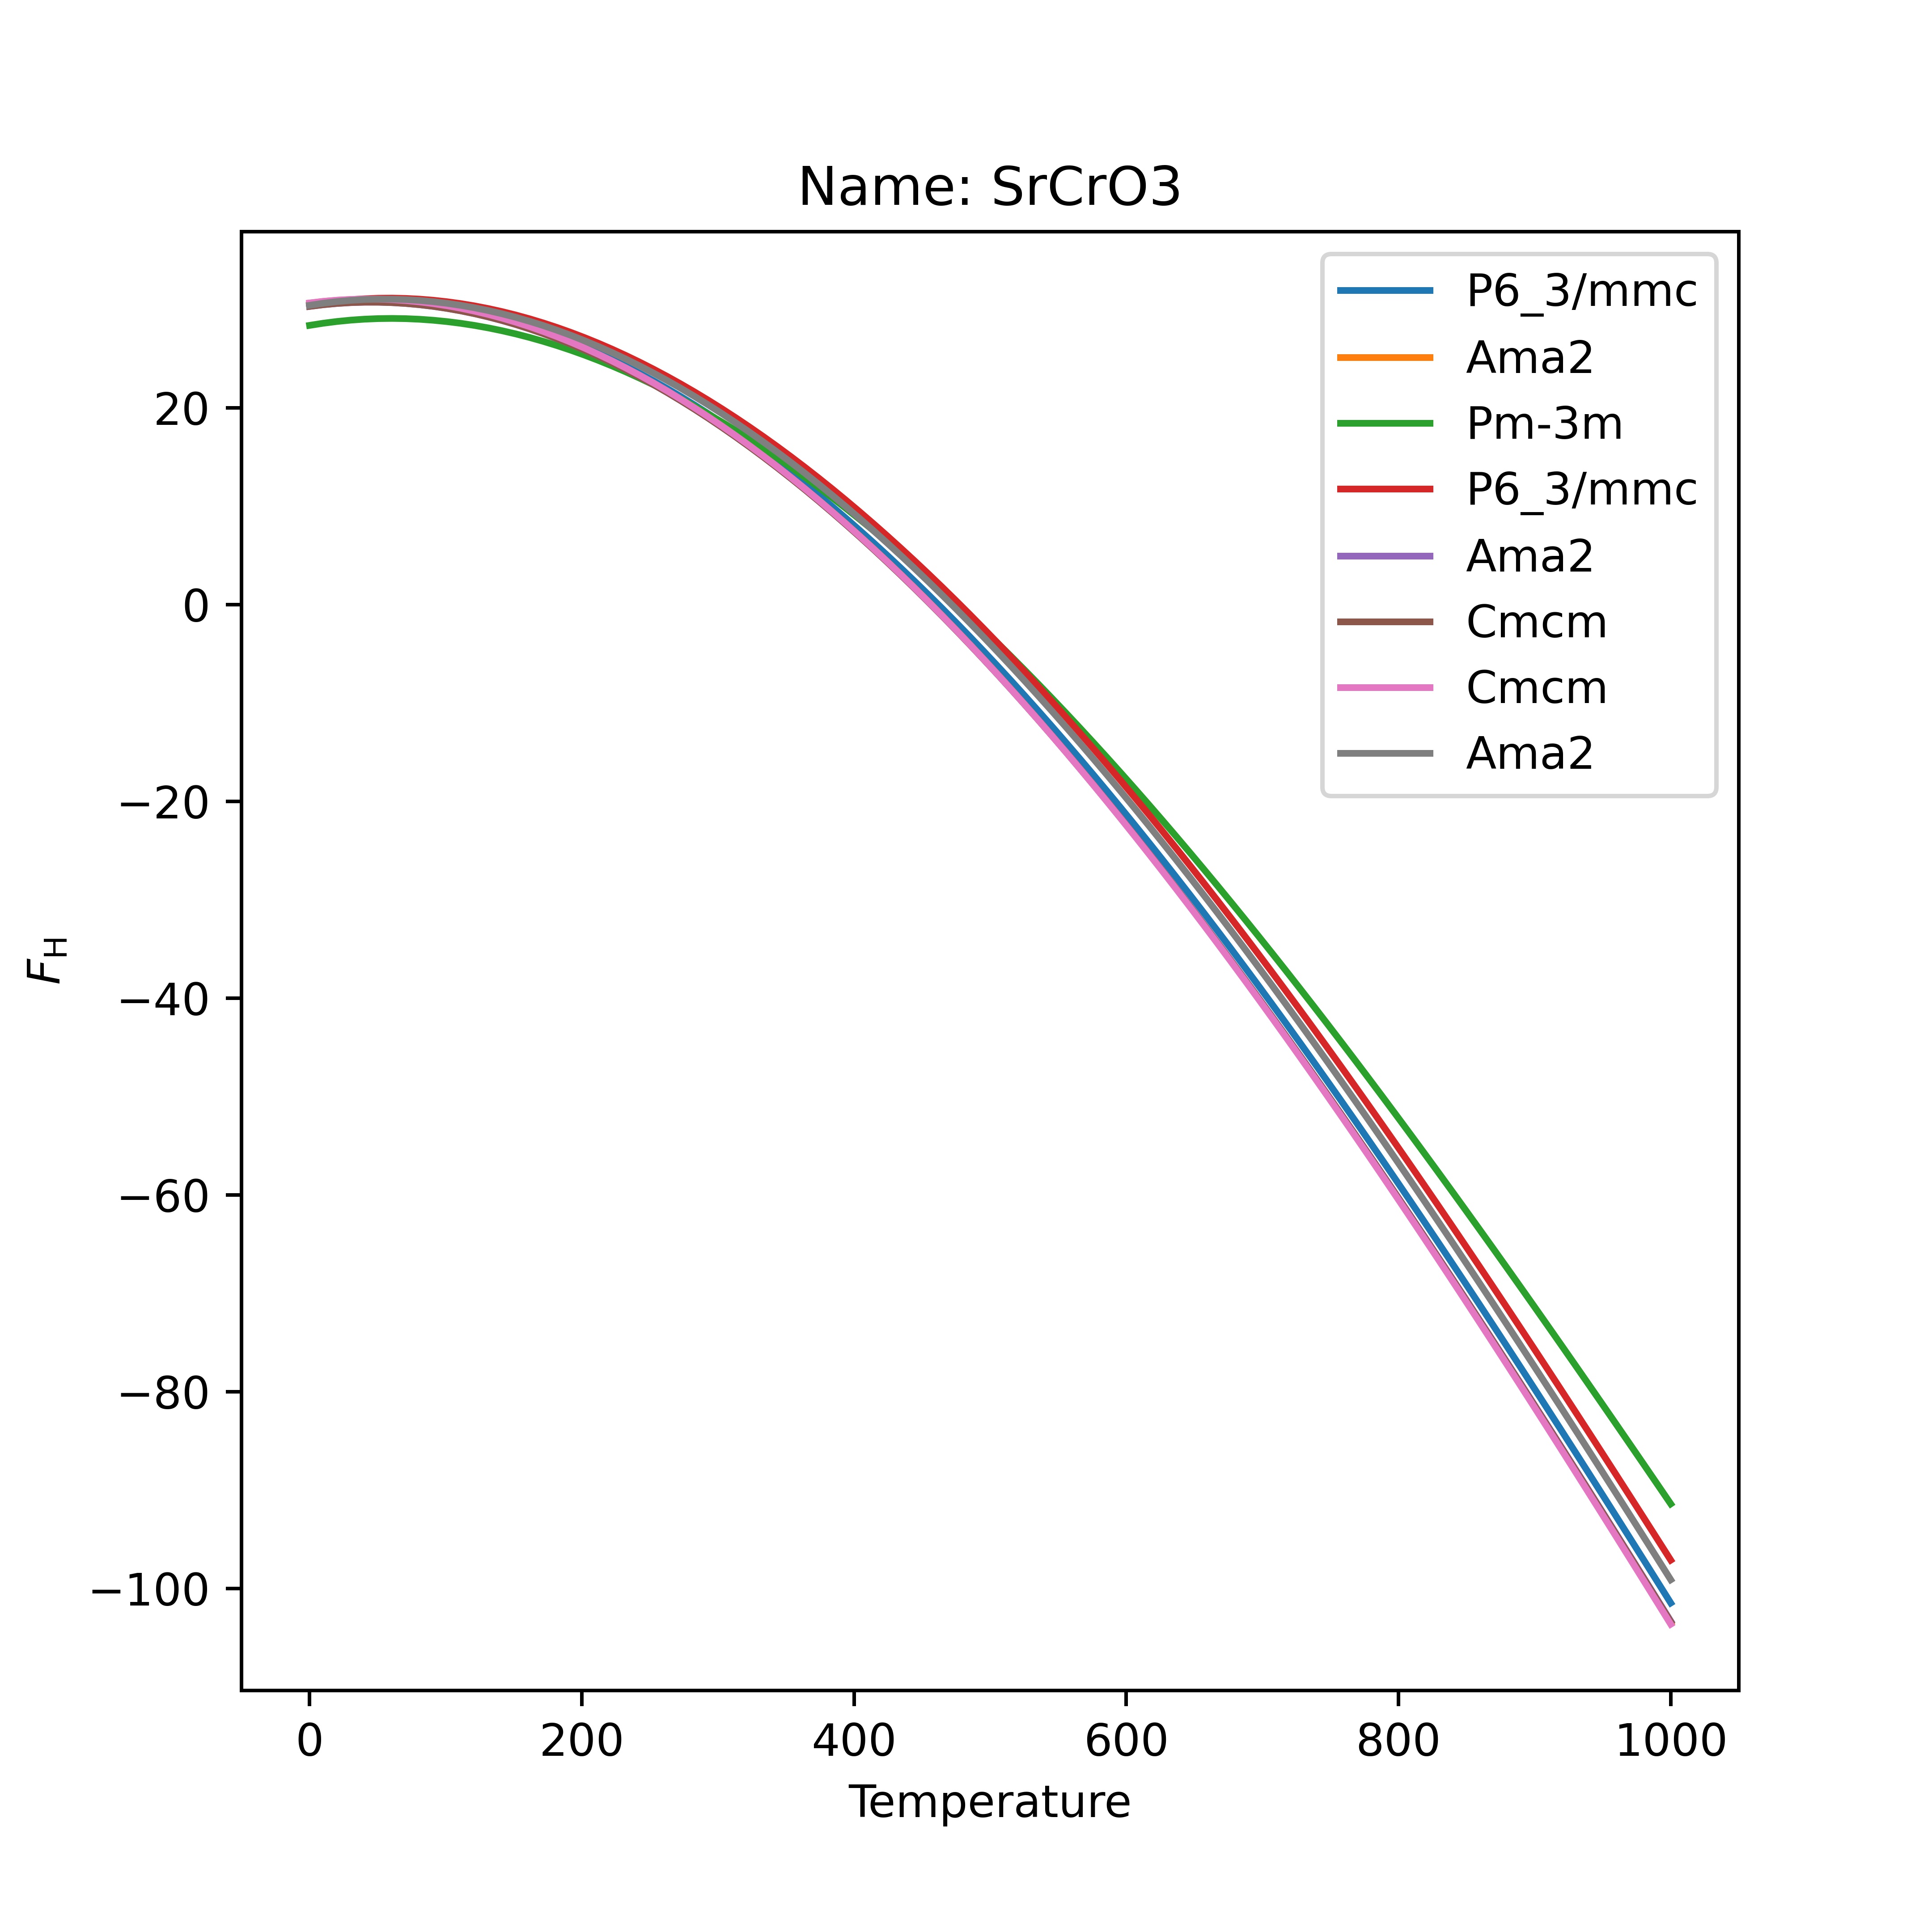 Name: SrCrO3
P6_3/mmc
Ama2
Pm-3m
P6_3/mmc
Ama2
Cmcm
Cmcm
Ama2
20
0
−20
−40
−60
−80
−100
F_H
0 200 400 600 800 1000
Temperature